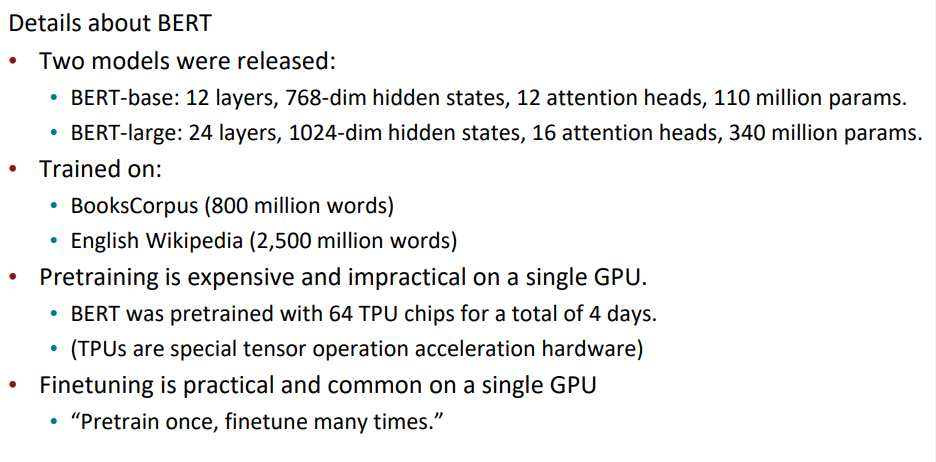 Details about BERT
• Two models were released:
• BERT-base: 12 layers, 768-dim hidden states, 12 attention heads, 110 million params.
• BERT-large: 24 layers, 1024-dim hidden states, 16 attention heads, 340 million params.
• Trained on:
• BooksCorpus (800 million words)
• English Wikipedia (2,500 million words)
• Pretraining is expensive and impractical on a single GPU.
• BERT was pretrained with 64 TPU chips for a total of 4 days.
• (TPUs are special tensor operation acceleration hardware)
• Finetuning is practical and common on a single GPU
• “Pretrain once, finetune many times.”